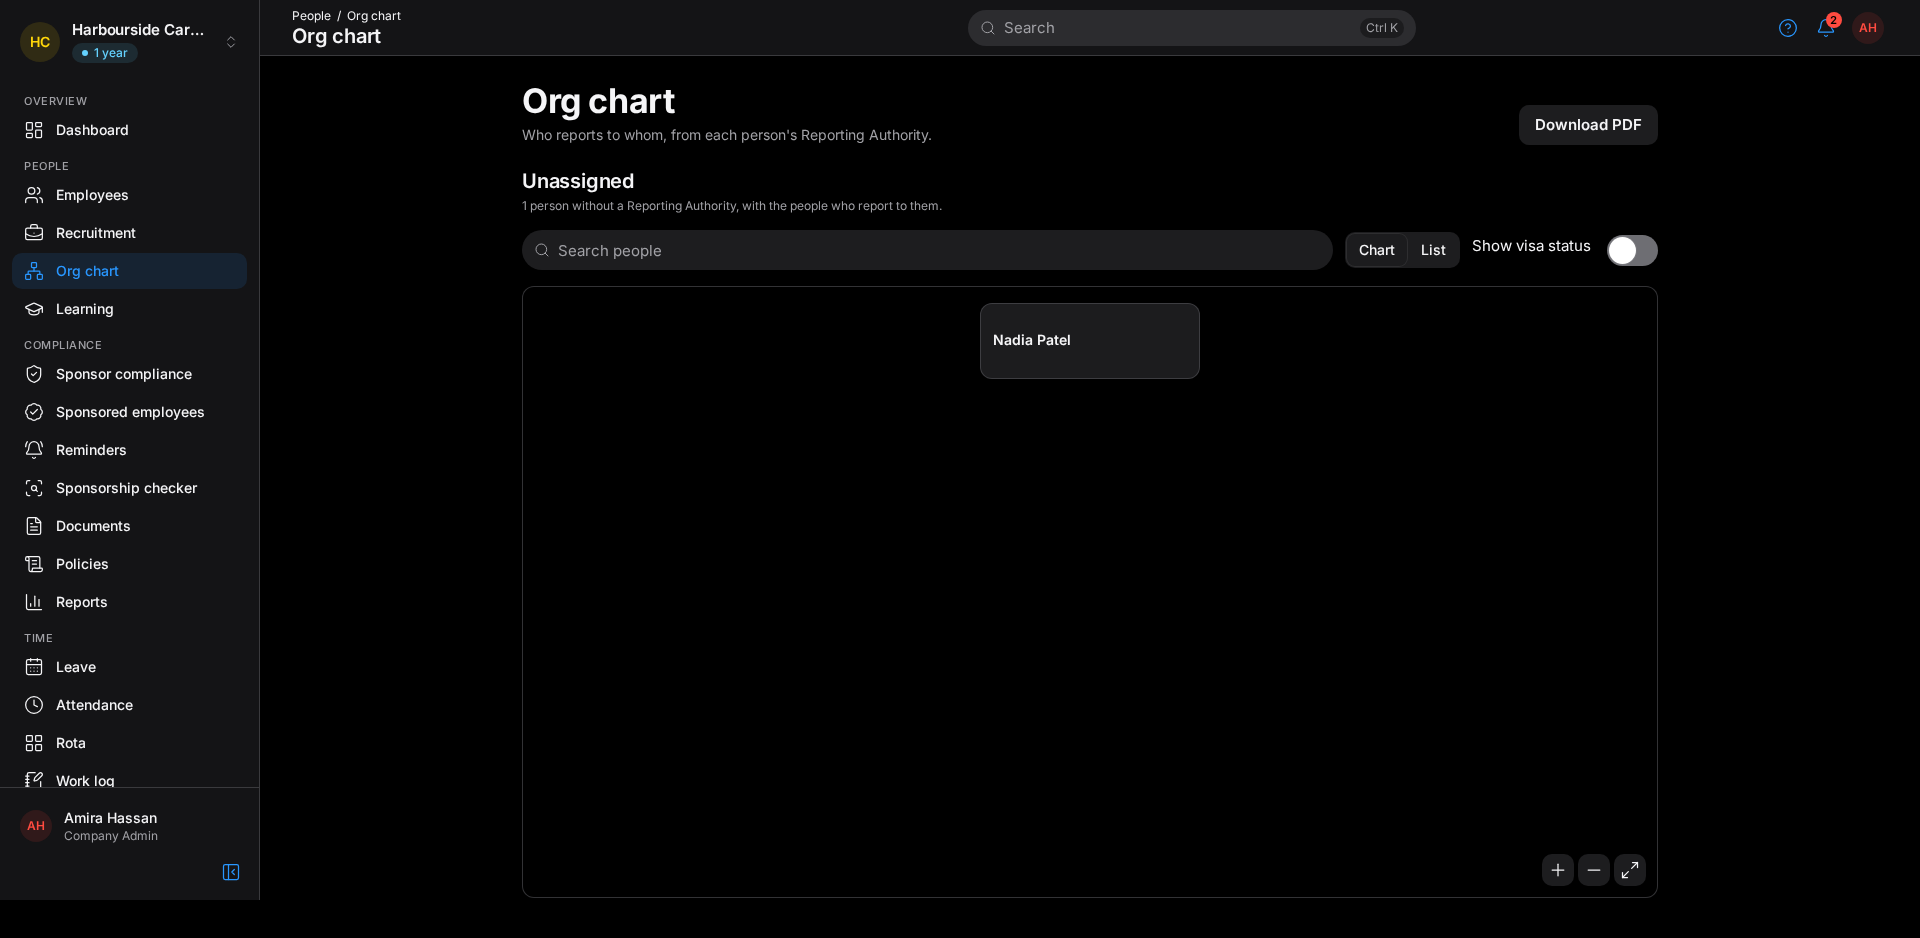 HC
Harbourside Car...
1 year
OVERVIEW
Dashboard
PEOPLE
Employees
Recruitment
Org chart
Learning
COMPLIANCE
Sponsor compliance
Sponsored employees
Reminders
Sponsorship checker
Documents
Policies
Reports
TIME
Leave
Attendance
Rota
Work log
AH
Amira Hassan
Company Admin
People / Org chart
Org chart
Search
Ctrl K
2
AH
Org chart
Who reports to whom, from each person's Reporting Authority.
Download PDF
Unassigned
1 person without a Reporting Authority, with the people who report to them.
Search people
Chart
List
Show visa status
Nadia Patel